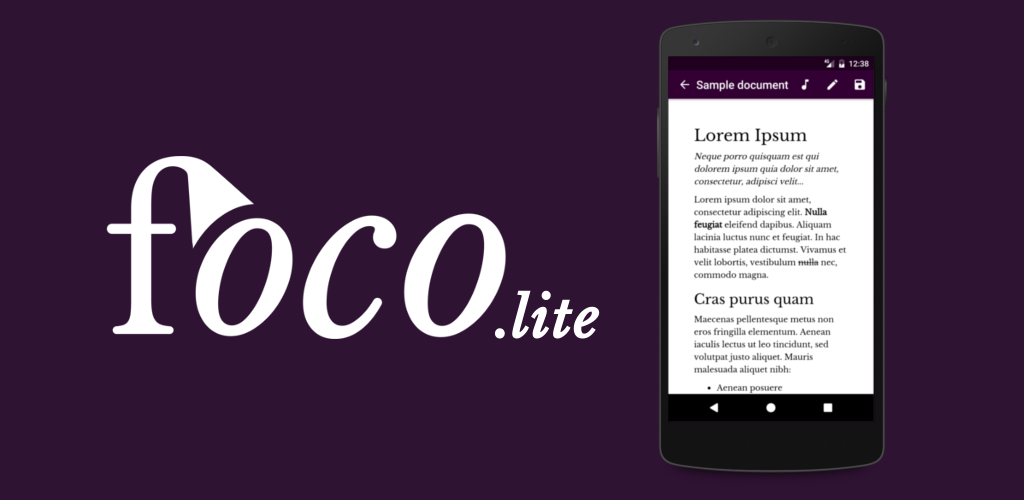 foco.lite
12:38
Sample document
Lorem Ipsum
Neque porro quisquam est qui
dolorem ipsum quia dolor sit amet,
consectetur, adipisci velit...
Lorem ipsum dolor sit amet,
consectetur adipiscing elit. Nulla
feugiat eleifend dapibus. Aliquam
lacinia luctus nunc et feugiat. In hac
habitasse platea dictumst. Vivamus et
velit lobortis, vestibulum nulla nec,
commodo magna.
Cras purus quam
Maecenas pellentesque metus non
eros fringilla elementum. Aenean
iaculis lectus ut leo tincidunt, sed
volutpat justo aliquet. Mauris
malesuada aliquet nibh:
• Aenean posuere